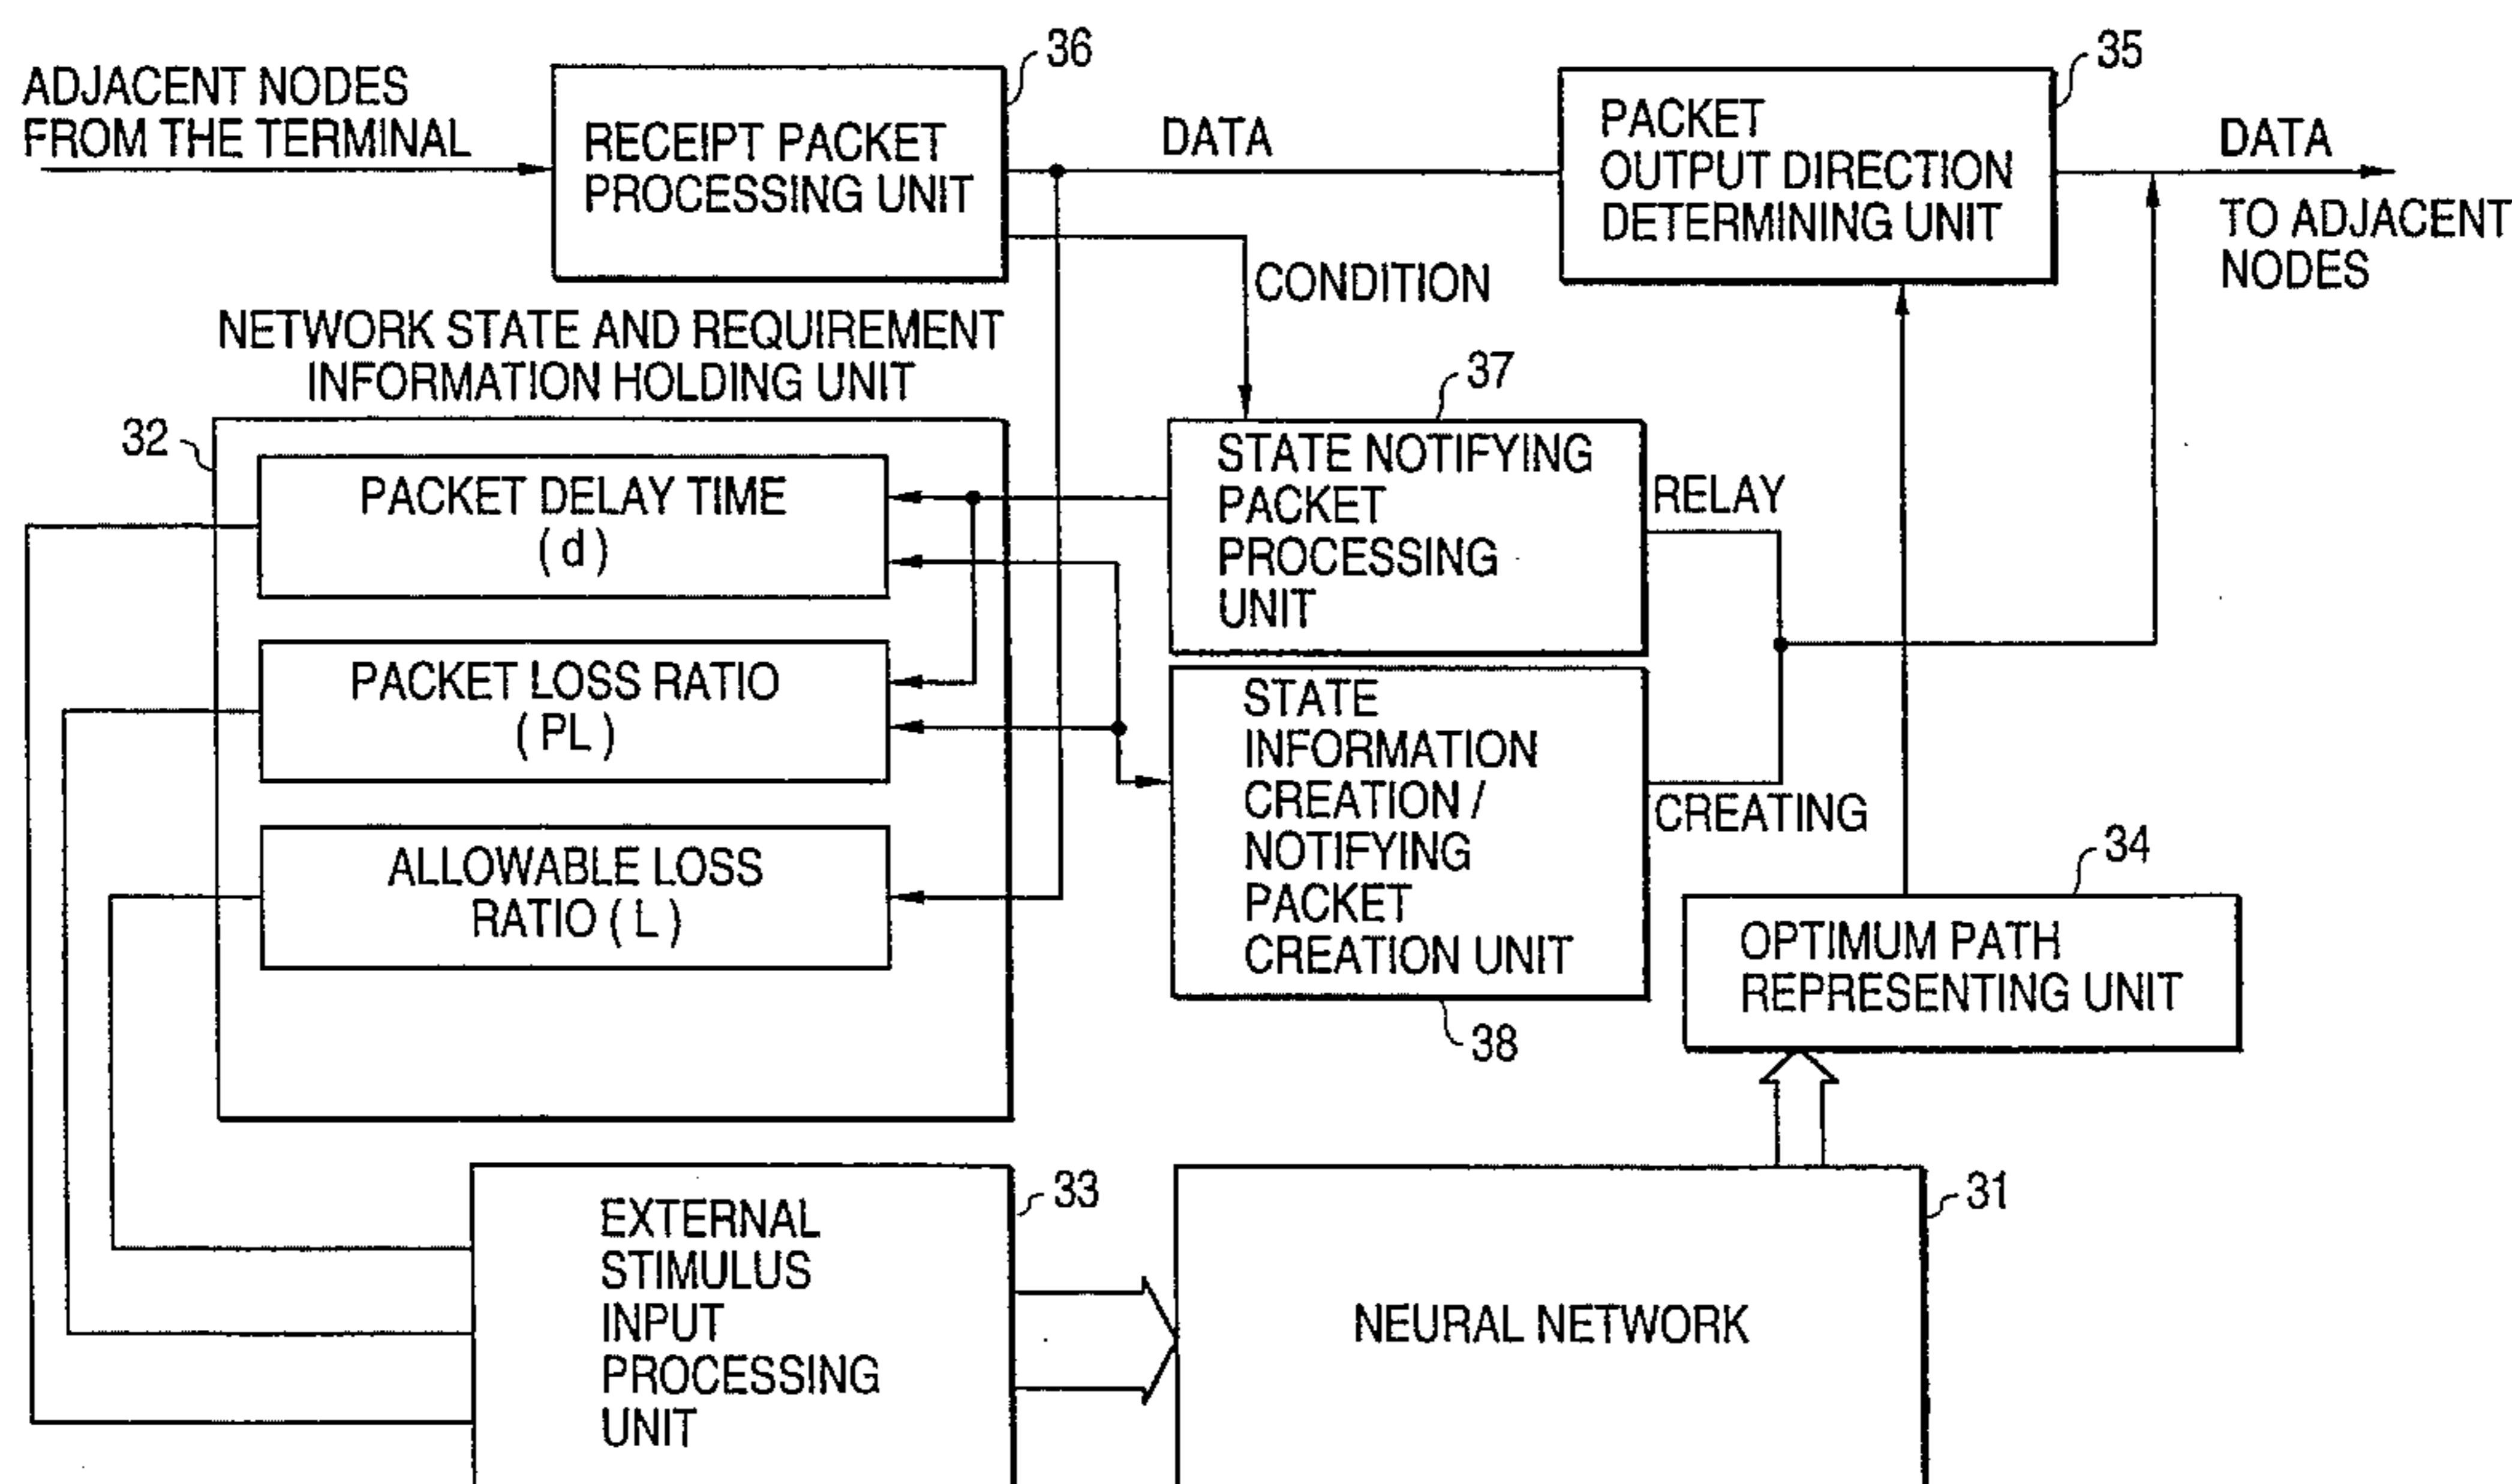 36
35
ADJACENT NODES
FROM THE TERMINAL
RECEIPT PACKET
PROCESSING UNIT
DATA
PACKET
OUTPUT DIRECTION
DETERMINING UNIT
DATA
TO ADJACENT
NODES
CONDITION
NETWORK STATE AND REQUIREMENT
INFORMATION HOLDING UNIT
32
37
PACKET DELAY TIME
( d )
STATE NOTIFYING
PACKET
PROCESSING
UNIT
RELAY
PACKET LOSS RATIO
( PL )
STATE
INFORMATION
CREATION /
NOTIFYING
PACKET
CREATION UNIT
CREATING
ALLOWABLE LOSS
RATIO ( L )
34
OPTIMUM PATH
REPRESENTING UNIT
38
33
31
EXTERNAL
STIMULUS
INPUT
PROCESSING
UNIT
NEURAL NETWORK